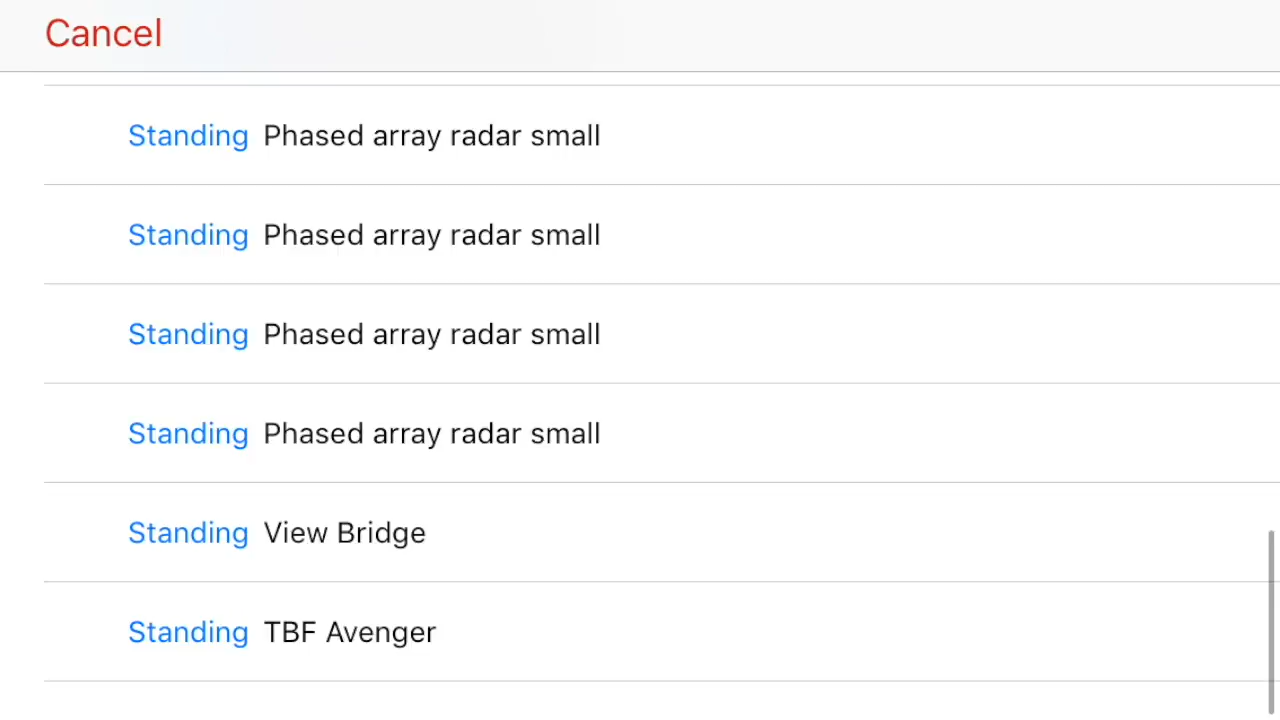 Cancel
Standing Phased array radar small
Standing Phased array radar small
Standing Phased array radar small
Standing Phased array radar small
Standing View Bridge
Standing TBF Avenger